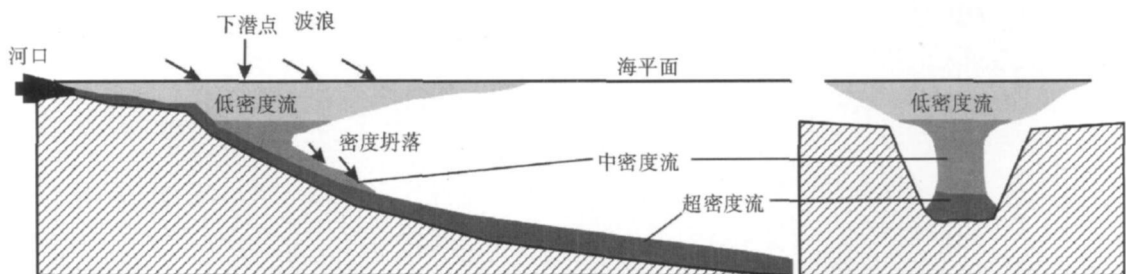 下潜点
波浪
河口
海平面
低密度流
低密度流
密度坍落
中密度流
超密度流